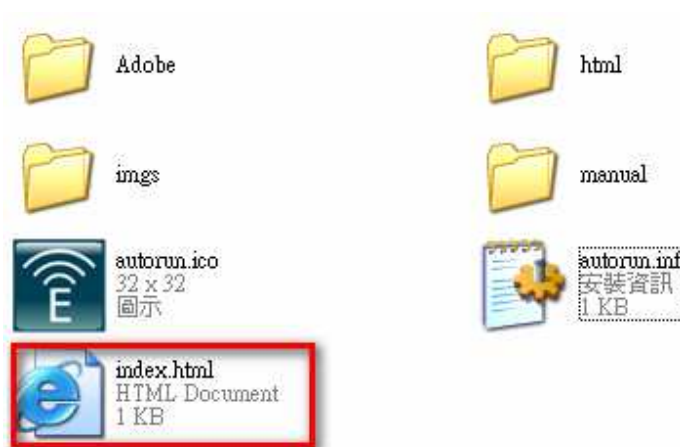 Adobe
html
imgs
manual
autorun.ico
32 x 32
圖示
autorun.inf
安裝資訊
1 KB
index.html
HTML Document
1 KB
E